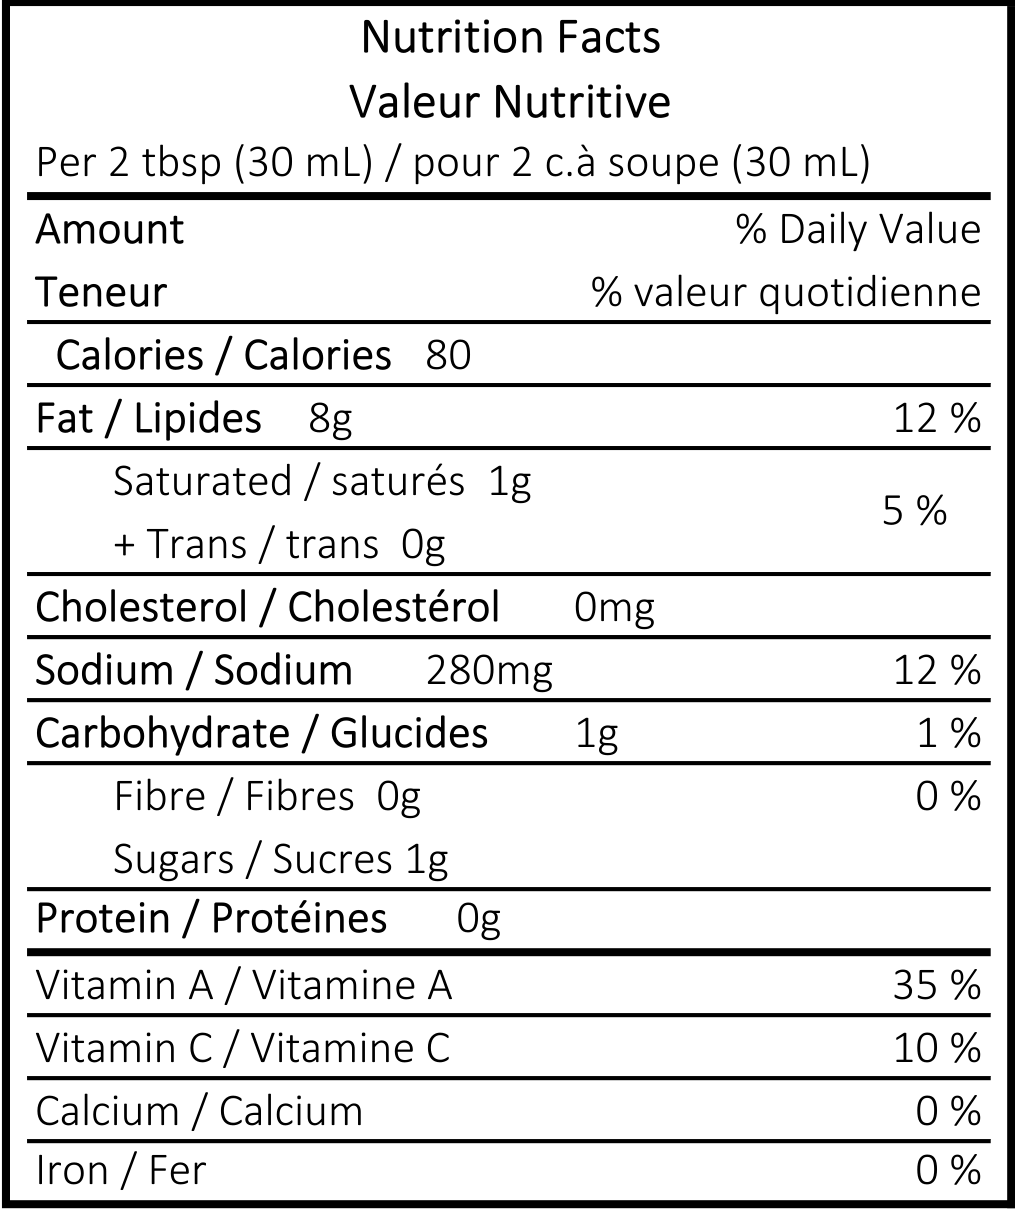 Nutrition Facts
Valeur Nutritive
Per 2 tbsp (30 mL) / pour 2 c.à soupe (30 mL)
Amount % Daily Value
Teneur % valeur quotidienne
Calories / Calories 80
Fat / Lipides 8g 12 %
Saturated / saturés 1g
5 %
+ Trans / trans 0g
Cholesterol / Cholestérol 0mg
Sodium / Sodium 280mg 12 %
Carbohydrate / Glucides 1g 1 %
Fibre / Fibres 0g 0 %
Sugars / Sucres 1g
Protein / Protéines 0g
Vitamin A / Vitamine A 35 %
Vitamin C / Vitamine C 10 %
Calcium / Calcium 0 %
Iron / Fer 0 %